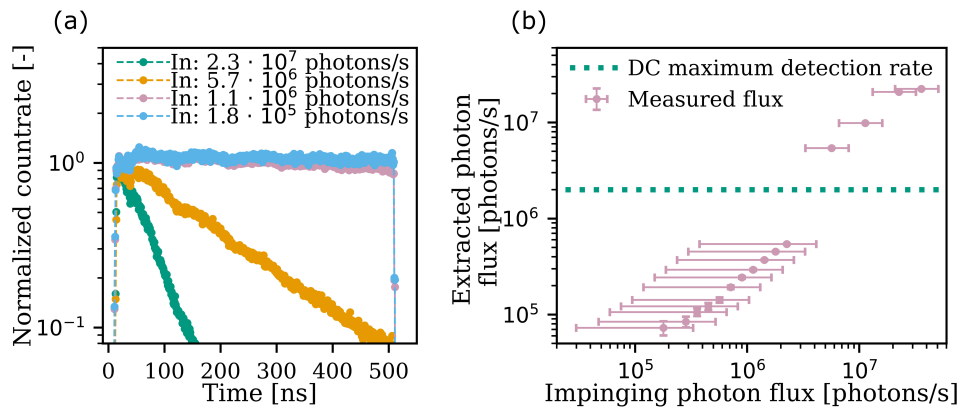 (a)
Normalized countrate [-]
10⁰
10⁻¹
In: 2.3 · 10⁷ photons/s
In: 5.7 · 10⁶ photons/s
In: 1.1 · 10⁶ photons/s
In: 1.8 · 10⁵ photons/s
0 100 200 300 400 500
Time [ns]
(b)
Extracted photon
flux [photons/s]
10⁷
10⁶
10⁵
DC maximum detection rate
Measured flux
10⁵ 10⁶ 10⁷
Impinging photon flux [photons/s]